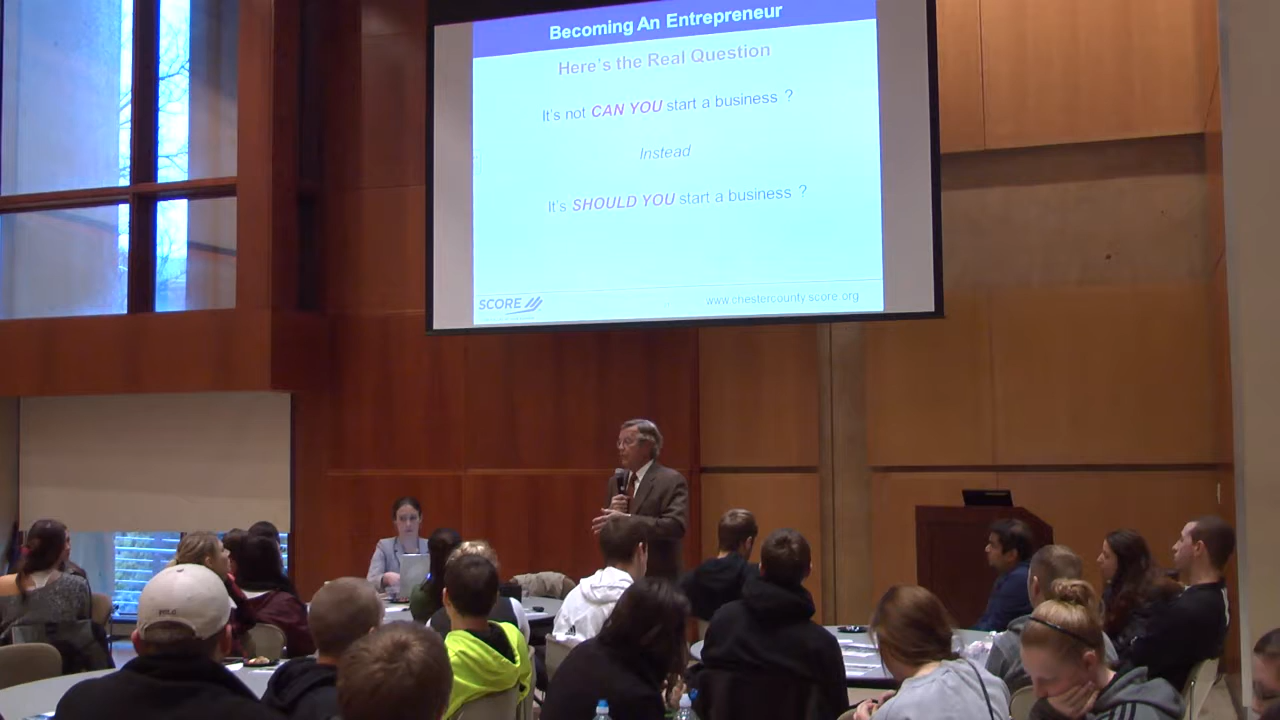 Becoming An Entrepreneur
Here's the Real Question
It's not CAN YOU start a business ?
Instead
It's SHOULD YOU start a business ?
SCORE
www.chestercounty.score.org